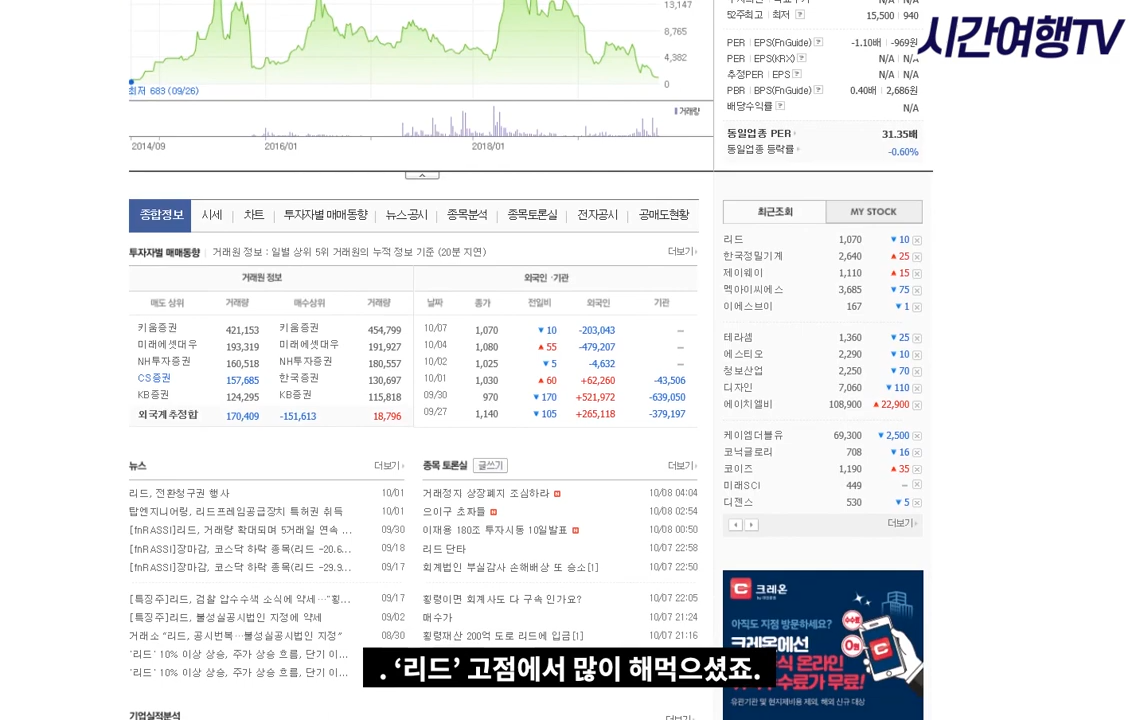 13,147
8,765
4,382
0
최저 683 (09/26)
거래량
2014/09 2016/01 2018/01
52주최고 | 최저 15,500 | 940
시간여행TV
PER | EPS(FnGuide) -1.10배 | -969원
PER | EPS(KRX) N/A | N/A
추정PER | EPS N/A | N/A
PBR | BPS(FnGuide) 0.40배 | 2,686원
배당수익률 N/A
동일업종 PER 31.35배
동일업종 등락률 -0.60%
종합정보 시세 차트 투자자별 매매동향 뉴스·공시 종목분석 종목토론실 전자공시 공매도현황
투자자별 매매동향 거래원 정보 : 일별 상위 5위 거래원의 누적 정보 기준 (20분 지연) 더보기
거래원 정보 외국인·기관
매도 상위 거래량 매수상위 거래량 날짜 종가 전일비 외국인 기관
키움증권 421,153 키움증권 454,799 10/07 1,070 ▼ 10 -203,043 –
미래에셋대우 193,319 미래에셋대우 191,927 10/04 1,080 ▲ 55 -479,207 –
NH투자증권 160,518 NH투자증권 180,557 10/02 1,025 ▼ 5 -4,632 –
CS증권 157,685 한국증권 130,697 10/01 1,030 ▲ 60 +62,260 -43,506
KB증권 124,295 KB증권 115,818 09/30 970 ▼ 170 +521,972 -639,050
외국계추정합 170,409 -151,613 18,796 09/27 1,140 ▼ 105 +265,118 -379,197
최근조회 MY STOCK
리드 1,070 ▼ 10
한국정밀기계 2,640 ▲ 25
제이웨이 1,110 ▲ 15
멕아이씨에스 3,685 ▼ 75
이에스브이 167 ▼ 1
테라셈 1,360 ▼ 25
에스티오 2,290 ▼ 10
청보산업 2,250 ▼ 70
디자인 7,060 ▼ 110
에이치엘비 108,900 ▲ 22,900
케이엠더블유 69,300 ▼ 2,500
코닉글로리 708 ▼ 16
코이즈 1,190 ▲ 35
미래SCI 449 –
디젠스 530 ▼ 5
더보기
뉴스 더보기
리드, 전환청구권 행사 10/01
탑엔지니어링, 리드프레임공급장치 특허권 취득 10/01
[fnRASSI]리드, 거래량 확대되며 5거래일 연속 ... 09/30
[fnRASSI]장마감, 코스닥 하락 종목(리드 -20.6... 09/18
[fnRASSI]장마감, 코스닥 하락 종목(리드 -29.9... 09/17
[특징주]리드, 검찰 압수수색 소식에 약세…"횡... 09/17
[특징주]리드, 불성실공시법인 지정에 약세 09/02
거래소 "리드, 공시번복…불성실공시법인 지정" 08/30
'리드' 10% 이상 상승, 주가 상승 흐름, 단기 이...
'리드' 10% 이상 상승, 주가 상승 흐름, 단기 이...
종목 토론실 글쓰기 더보기
거래정지 상장폐지 조심하라 10/08 04:04
오이구 초자들 10/08 02:54
이재용 180조 투자시동 10일발표 10/08 00:50
리드 단타 10/07 22:58
회계법인 부실감사 손해배상 또 승소[1] 10/07 22:50
횡령이면 회계사도 다 구속 인가요? 10/07 22:05
매수가 10/07 21:24
횡령재산 200억 도로 리드에 입금[1] 10/07 21:16
크레온
아직도 지점 방문하세요?
크레온에선
식 온라인
수수료가 무료!
유관기관 및 현지제비용 제외, 해외 신규 대상
. ‘리드’ 고점에서 많이 해먹으셨죠.
기업실적분석 더보기